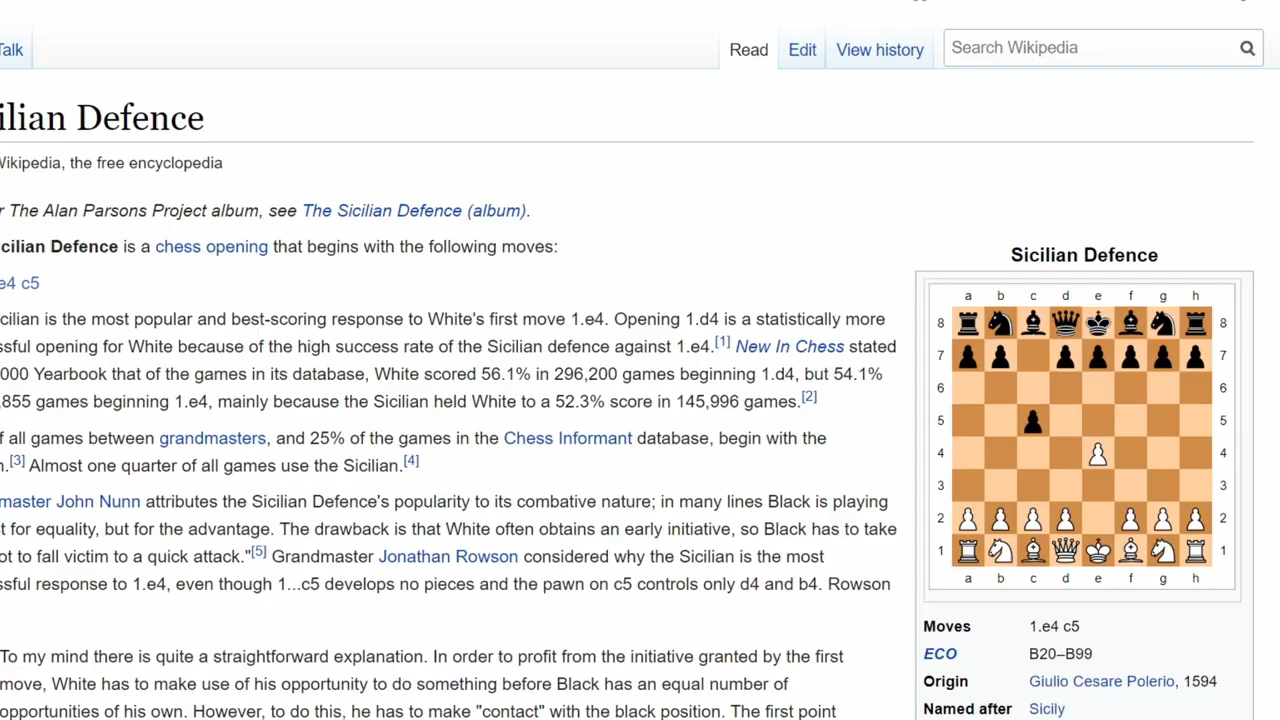 Talk
Read
Edit
View history
Search Wikipedia
ilian Defence
Wikipedia, the free encyclopedia
r The Alan Parsons Project album, see The Sicilian Defence (album).
cilian Defence is a chess opening that begins with the following moves:
e4 c5
cilian is the most popular and best-scoring response to White's first move 1.e4. Opening 1.d4 is a statistically more
ssful opening for White because of the high success rate of the Sicilian defence against 1.e4.[1] New In Chess stated
000 Yearbook that of the games in its database, White scored 56.1% in 296,200 games beginning 1.d4, but 54.1%
,855 games beginning 1.e4, mainly because the Sicilian held White to a 52.3% score in 145,996 games.[2]
f all games between grandmasters, and 25% of the games in the Chess Informant database, begin with the
n.[3] Almost one quarter of all games use the Sicilian.[4]
master John Nunn attributes the Sicilian Defence's popularity to its combative nature; in many lines Black is playing
t for equality, but for the advantage. The drawback is that White often obtains an early initiative, so Black has to take
ot to fall victim to a quick attack."[5] Grandmaster Jonathan Rowson considered why the Sicilian is the most
ssful response to 1.e4, even though 1...c5 develops no pieces and the pawn on c5 controls only d4 and b4. Rowson
To my mind there is quite a straightforward explanation. In order to profit from the initiative granted by the first
move, White has to make use of his opportunity to do something before Black has an equal number of
opportunities of his own. However, to do this, he has to make "contact" with the black position. The first point
Sicilian Defence
a b c d e f g h
8 8
7 7
6 6
5 5
4 4
3 3
2 2
1 1
a b c d e f g h
Moves 1.e4 c5
ECO B20–B99
Origin Giulio Cesare Polerio, 1594
Named after Sicily